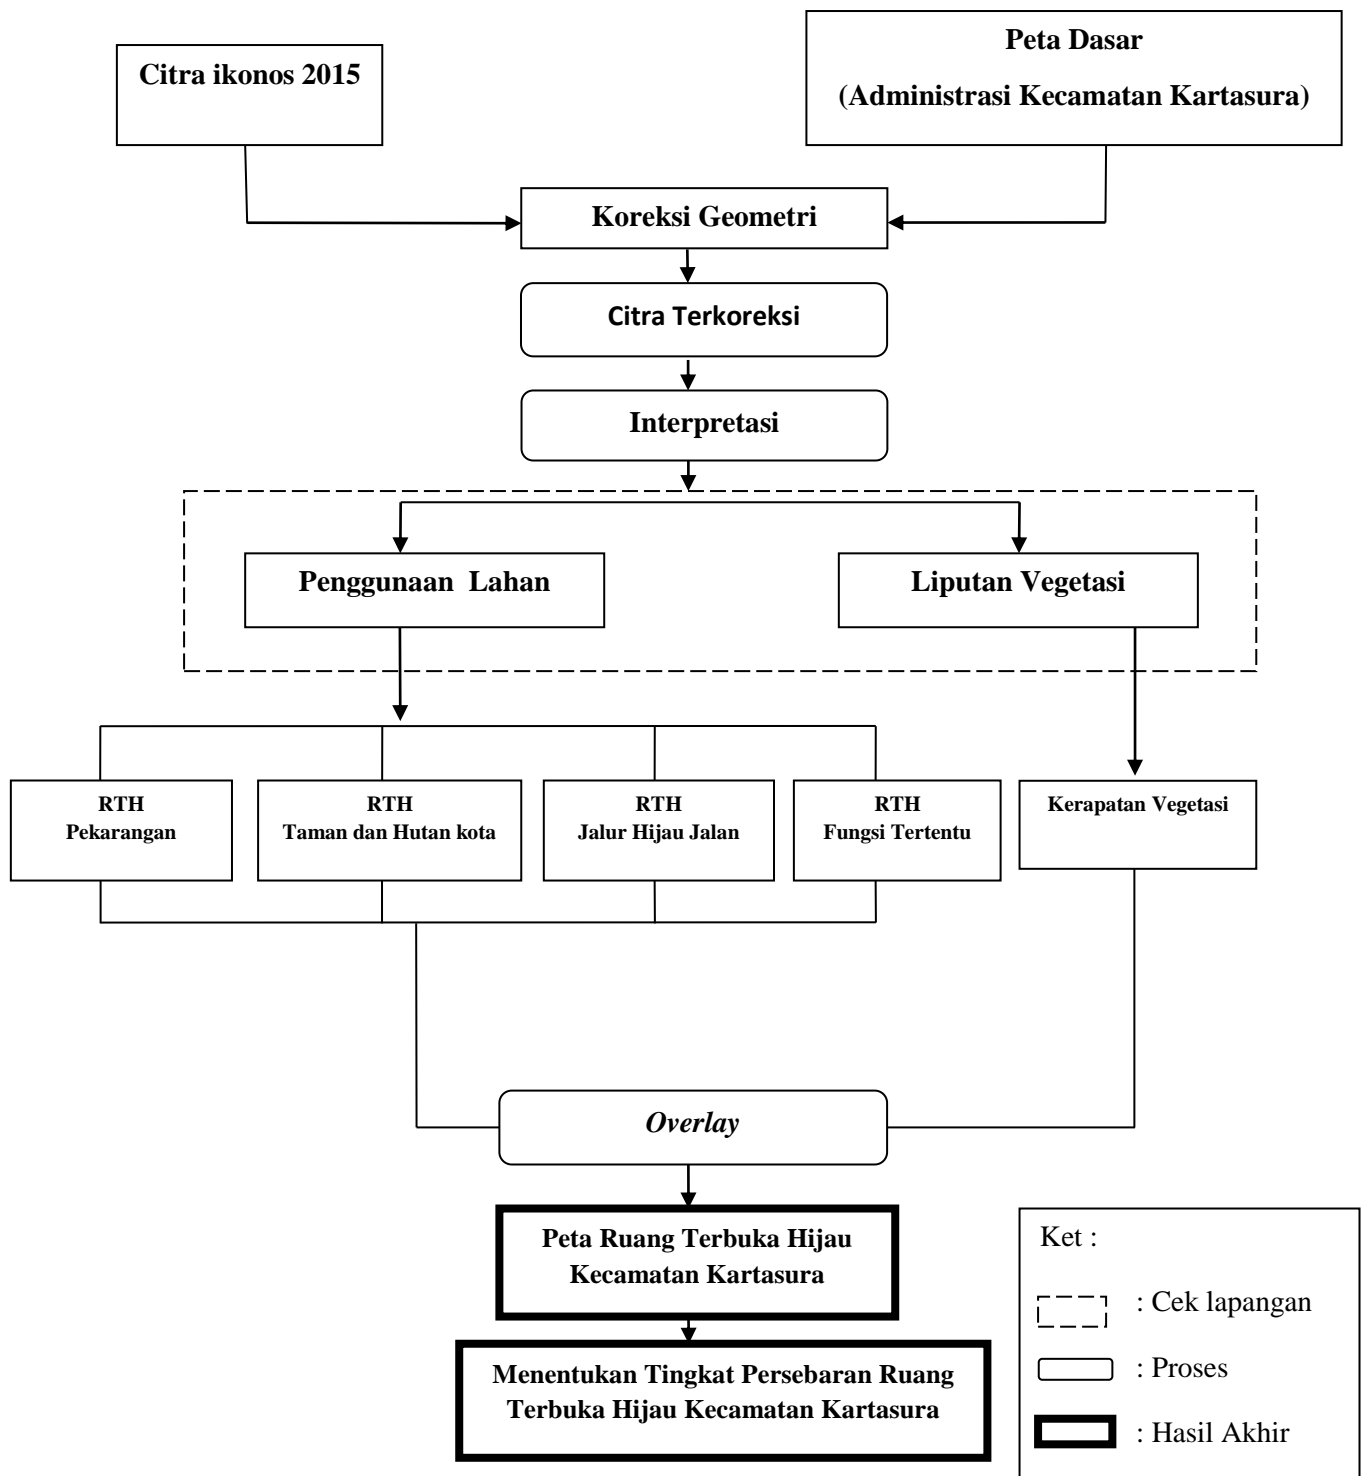 Citra ikonos 2015
Peta Dasar
(Administrasi Kecamatan Kartasura)
Koreksi Geometri
Citra Terkoreksi
Interpretasi
Penggunaan Lahan
Liputan Vegetasi
RTH
Pekarangan
RTH
Taman dan Hutan kota
RTH
Jalur Hijau Jalan
RTH
Fungsi Tertentu
Kerapatan Vegetasi
Overlay
Peta Ruang Terbuka Hijau
Kecamatan Kartasura
Menentukan Tingkat Persebaran Ruang
Terbuka Hijau Kecamatan Kartasura
Ket :
: Cek lapangan
: Proses
: Hasil Akhir